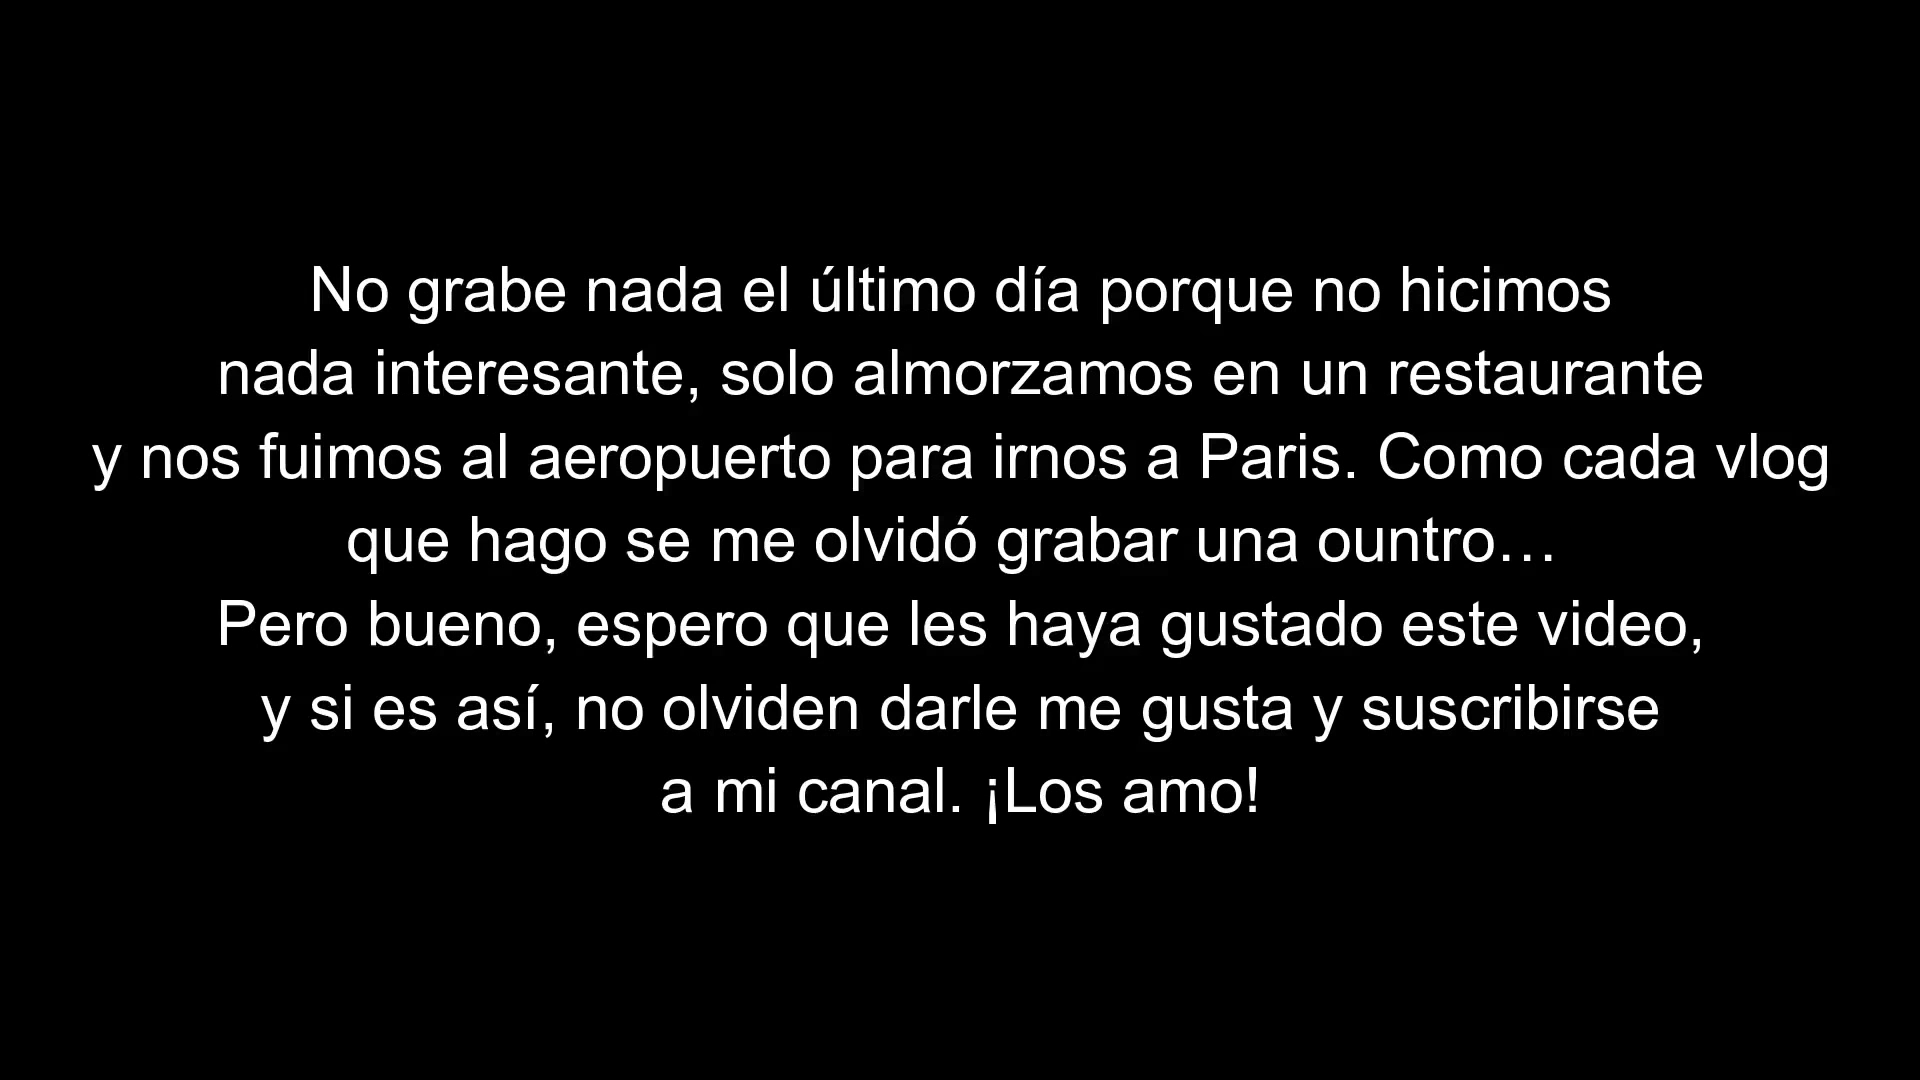 No grabe nada el último día porque no hicimos
nada interesante, solo almorzamos en un restaurante
y nos fuimos al aeropuerto para irnos a Paris. Como cada vlog
que hago se me olvidó grabar una ountro…
Pero bueno, espero que les haya gustado este video,
y si es así, no olviden darle me gusta y suscribirse
a mi canal. ¡Los amo!